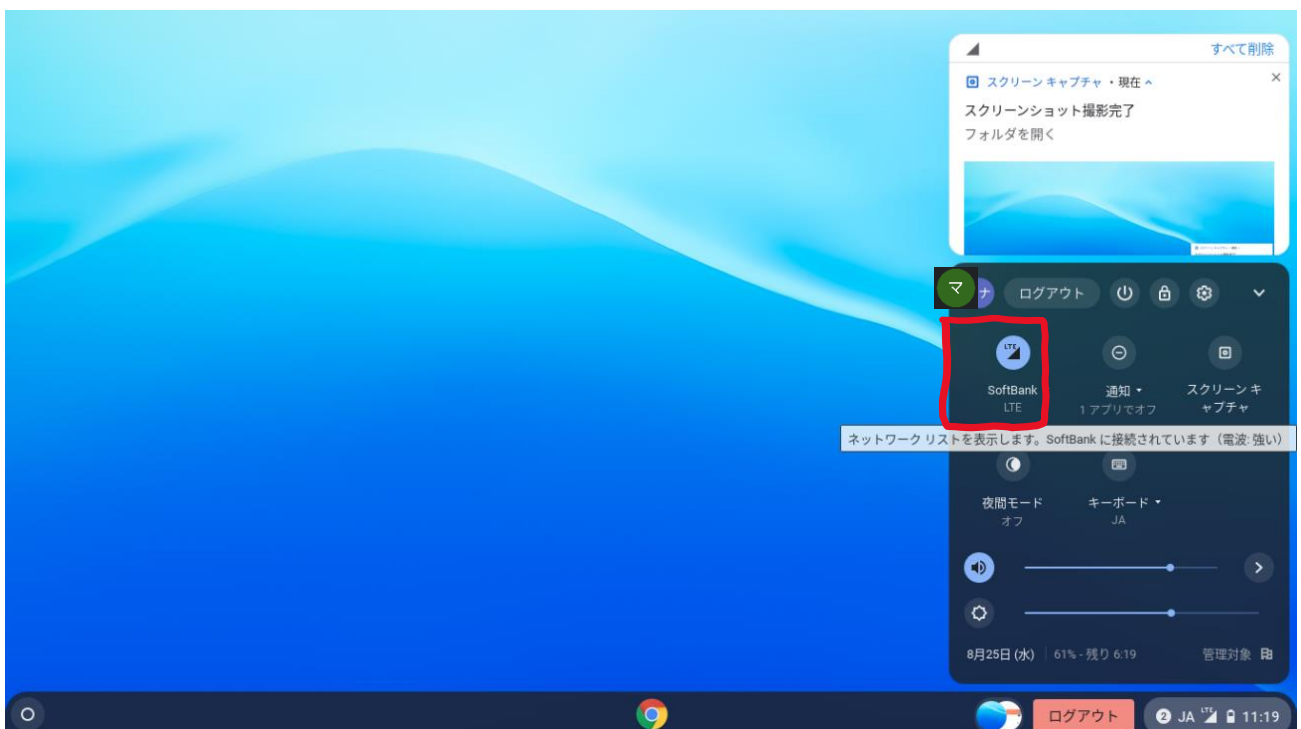 すべて削除
スクリーン キャプチャ ・現在
スクリーンショット撮影完了
フォルダを開く
マ ナ ログアウト
LTE
SoftBank 通知 スクリーン キャプチャ
LTE 1 アプリでオフ
ネットワーク リストを表示します。SoftBank に接続されています（電波: 強い）
夜間モード キーボード
オフ JA
8月25日 (水) 61% - 残り 6:19 管理対象
ログアウト 2 JA LTE 11:19